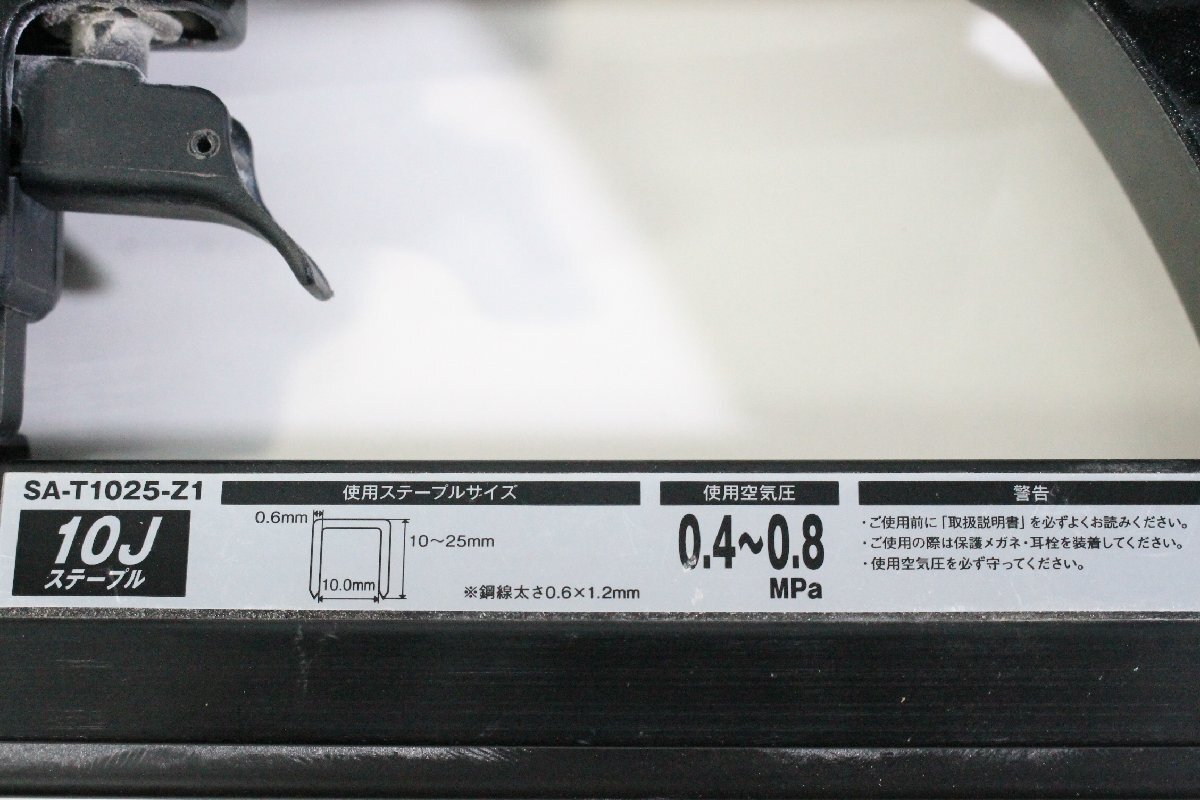 SA-T1025-Z1
10J
ステープル
使用ステープルサイズ
0.6mm
10～25mm
10.0mm
※鋼線太さ0.6×1.2mm
使用空気圧
0.4～0.8
MPa
警告
・ご使用前に「取扱説明書」を必ずよくお読みください。
・ご使用の際は保護メガネ・耳栓を装着してください。
・使用空気圧を必ず守ってください。